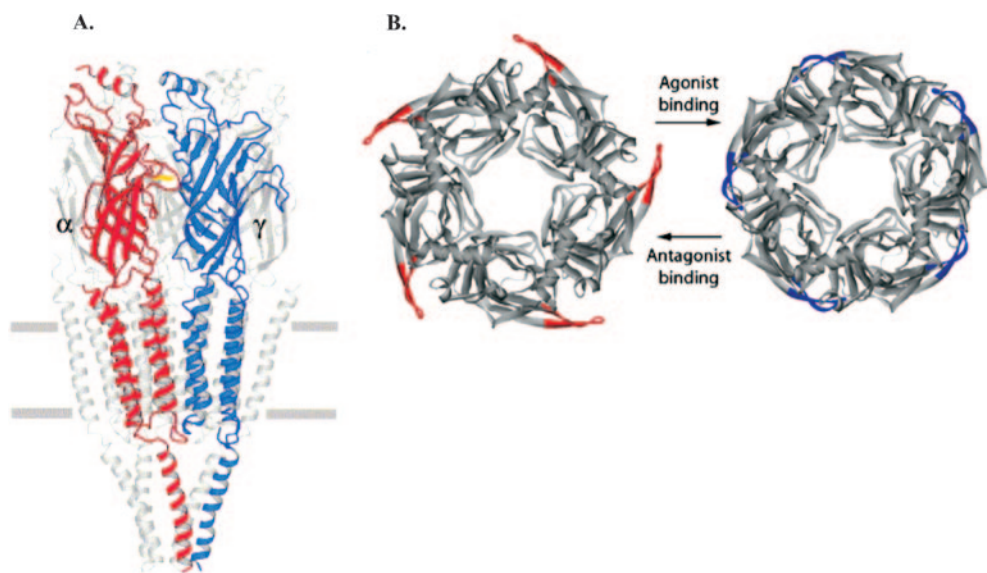 A.
B.
α
γ
Agonist
binding
Antagonist
binding